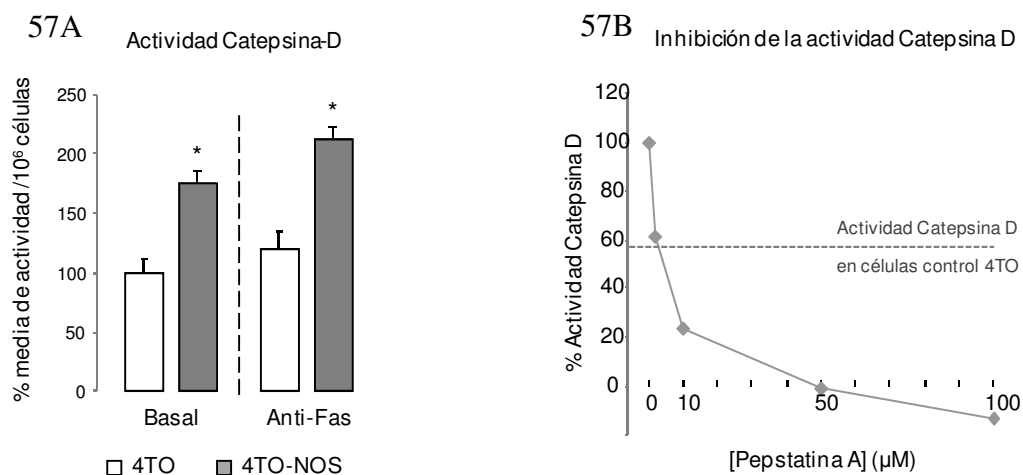 57A
Actividad Catepsina-D
% media de actividad /10⁶ células
250
200
150
100
50
0
*
*
Basal
Anti-Fas
4TO
4TO-NOS
57B
Inhibición de la actividad Catepsina D
% Actividad Catepsina D
120
100
80
60
40
20
0
Actividad Catepsina D
en células control 4TO
0
10
50
100
[Pepstatina A] (µM)